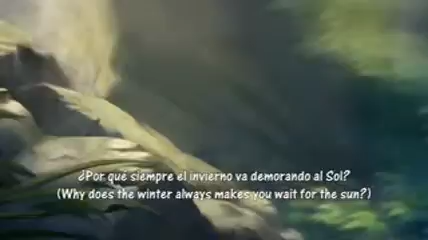 ¿Por qué siempre el invierno va demorando al Sol?
(Why does the winter always makes you wait for the sun?)